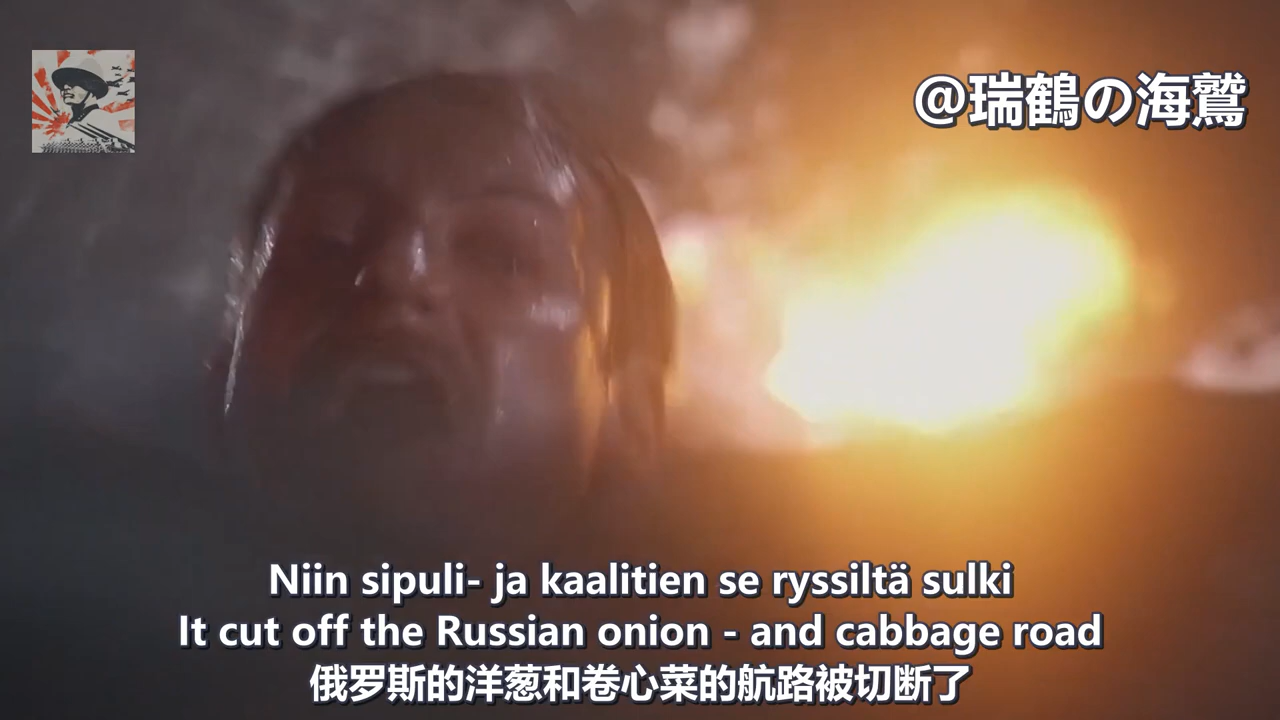 @瑞鶴の海鷲
Niin sipuli- ja kaalitien se ryssiltä sulki
It cut off the Russian onion - and cabbage road
俄罗斯的洋葱和卷心菜的航路被切断了